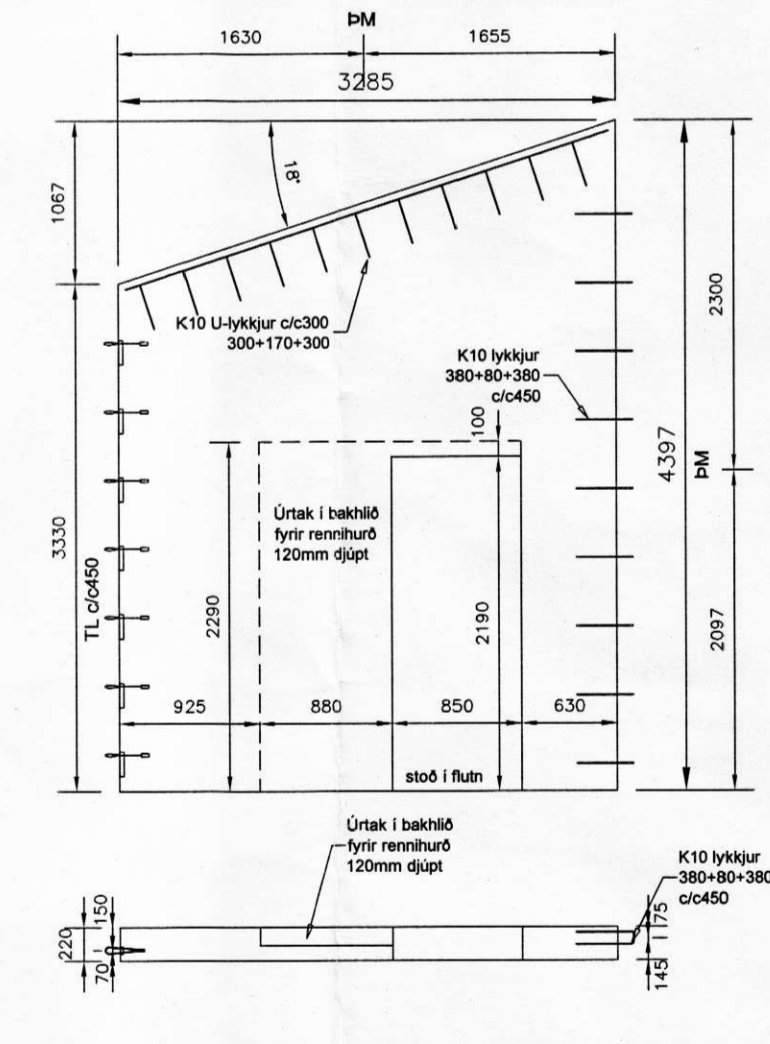 ÞM
1630
1655
3285
18°
1067
K10 U-lykkjur c/c300
300+170+300
2300
K10 lykkjur
380+80+380
c/c450
100
4397
ÞM
3330
TL c/c450
Úrtak í bakhlið
fyrir rennihurð
120mm djúpt
2290
2190
2097
925
880
850
630
stoð í flutn
Úrtak í bakhlið
fyrir rennihurð
120mm djúpt
K10 lykkjur
380+80+380
c/c450
150
220
70
75
145